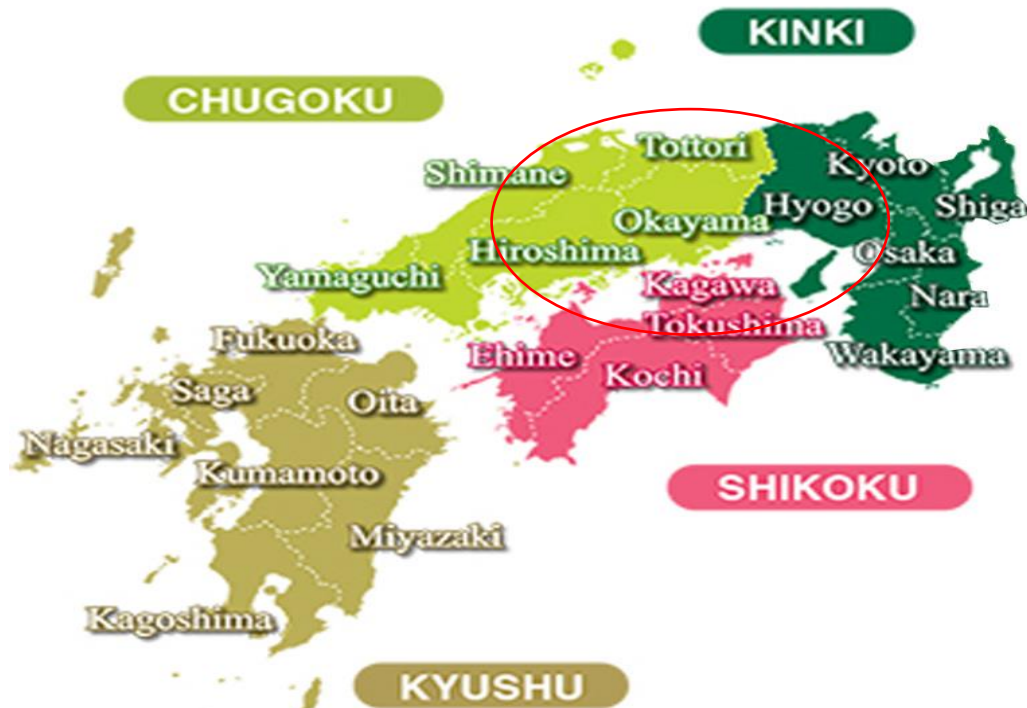 KINKI
CHUGOKU
Tottori
Kyoto
Shimane
Hyogo
Shiga
Okayama
Hiroshima
Osaka
Yamaguchi
Kagawa
Nara
Tokushima
Fukuoka
Ehime
Wakayama
Kochi
Saga
Oita
Nagasaki
Kumamoto
SHIKOKU
Miyazaki
Kagoshima
KYUSHU